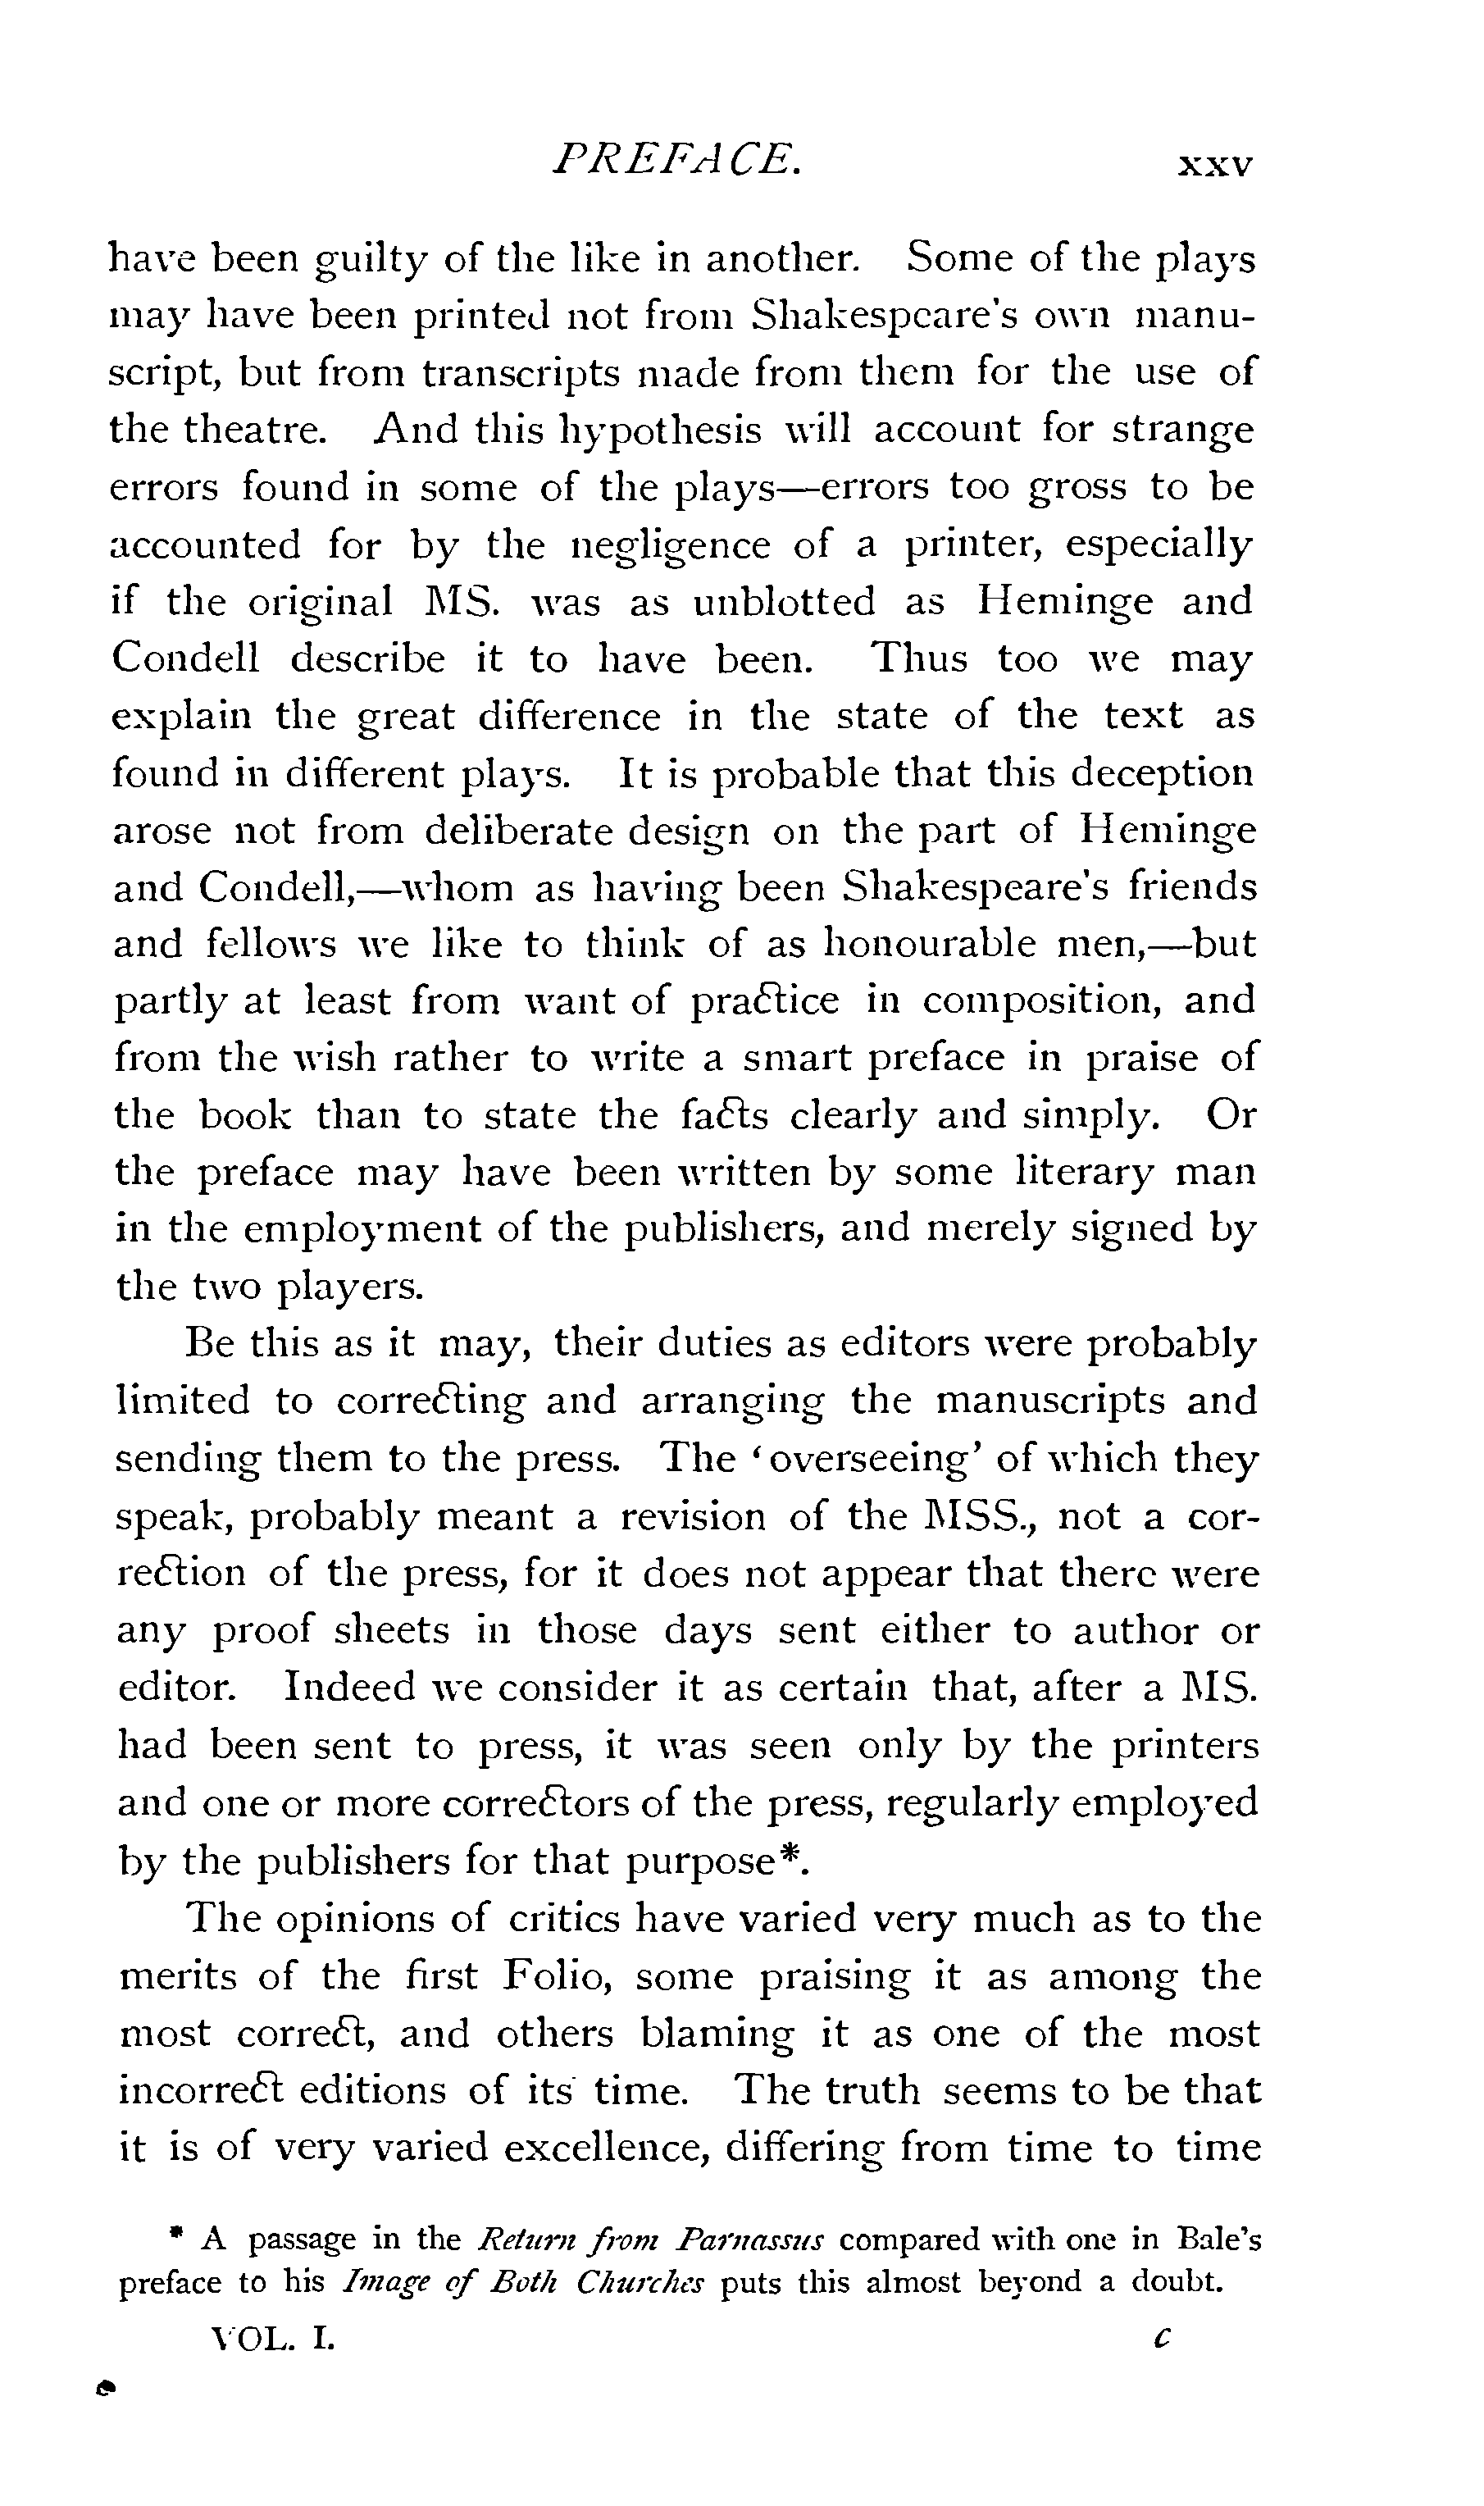 PREFACE. xxv
have been guilty of the like in another. Some of the plays
may have been printed not from Shakespeare's own manu-
script, but from transcripts made from them for the use of
the theatre. And this hypothesis will account for strange
errors found in some of the plays—errors too gross to be
accounted for by the negligence of a printer, especially
if the original MS. was as unblotted as Heminge and
Condell describe it to have been. Thus too we may
explain the great difference in the state of the text as
found in different plays. It is probable that this deception
arose not from deliberate design on the part of Heminge
and Condell,—whom as having been Shakespeare's friends
and fellows we like to think of as honourable men,—but
partly at least from want of practice in composition, and
from the wish rather to write a smart preface in praise of
the book than to state the facts clearly and simply. Or
the preface may have been written by some literary man
in the employment of the publishers, and merely signed by
the two players.
Be this as it may, their duties as editors were probably
limited to correcting and arranging the manuscripts and
sending them to the press. The ‘overseeing’ of which they
speak, probably meant a revision of the MSS., not a cor-
rection of the press, for it does not appear that there were
any proof sheets in those days sent either to author or
editor. Indeed we consider it as certain that, after a MS.
had been sent to press, it was seen only by the printers
and one or more correctors of the press, regularly employed
by the publishers for that purpose*.
The opinions of critics have varied very much as to the
merits of the first Folio, some praising it as among the
most correct, and others blaming it as one of the most
incorrect editions of its time. The truth seems to be that
it is of very varied excellence, differing from time to time
* A passage in the Return from Parnassus compared with one in Bale's
preface to his Image of Both Churches puts this almost beyond a doubt.
VOL. I. c